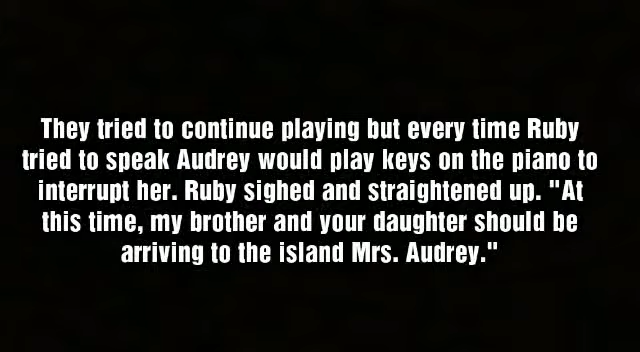 They tried to continue playing but every time Ruby
tried to speak Audrey would play keys on the piano to
interrupt her. Ruby sighed and straightened up. "At
this time, my brother and your daughter should be
arriving to the island Mrs. Audrey."